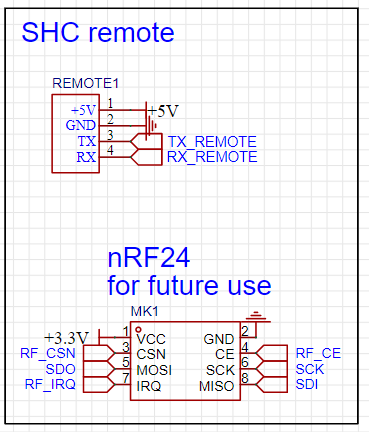 SHC remote
REMOTE1
+5V 1 +5V
GND 2
TX 3 TX_REMOTE
RX 4 RX_REMOTE
nRF24
for future use
MK1
+3.3V 1 VCC GND 2
RF_CSN 3 CSN CE 4 RF_CE
SDO 5 MOSI SCK 6 SCK
RF_IRQ 7 IRQ MISO 8 SDI